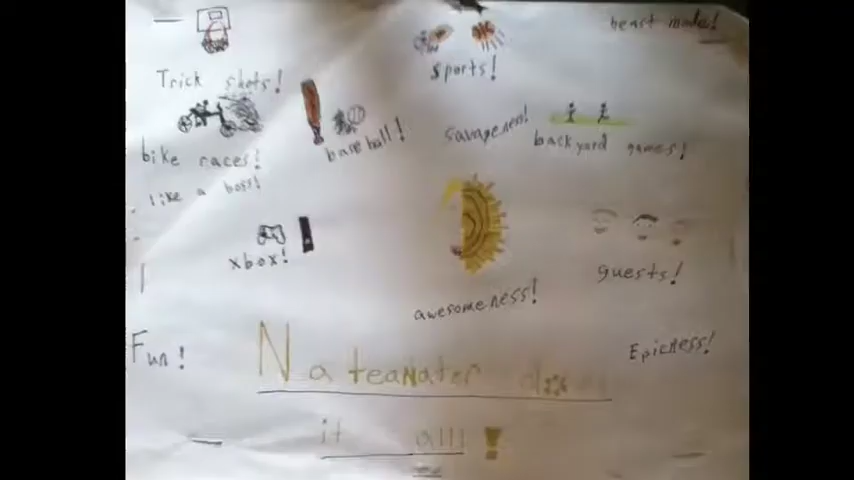 beast mode!
sports!
Trick shots!
baseball!
savageness!
backyard games!
bike races!
like a boss!
xbox!
guests!
awesomeness!
Fun!
Epicness!
Nateanater
it all!